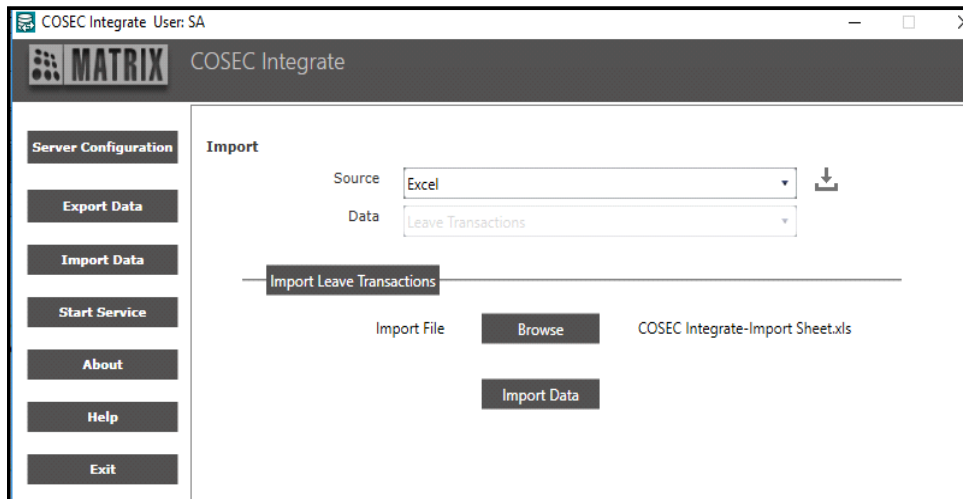 COSEC Integrate User: SA
MATRIX COSEC Integrate
Server Configuration
Export Data
Import Data
Start Service
About
Help
Exit
Import
Source Excel
Data Leave Transactions
Import Leave Transactions
Import File Browse COSEC Integrate-Import Sheet.xls
Import Data